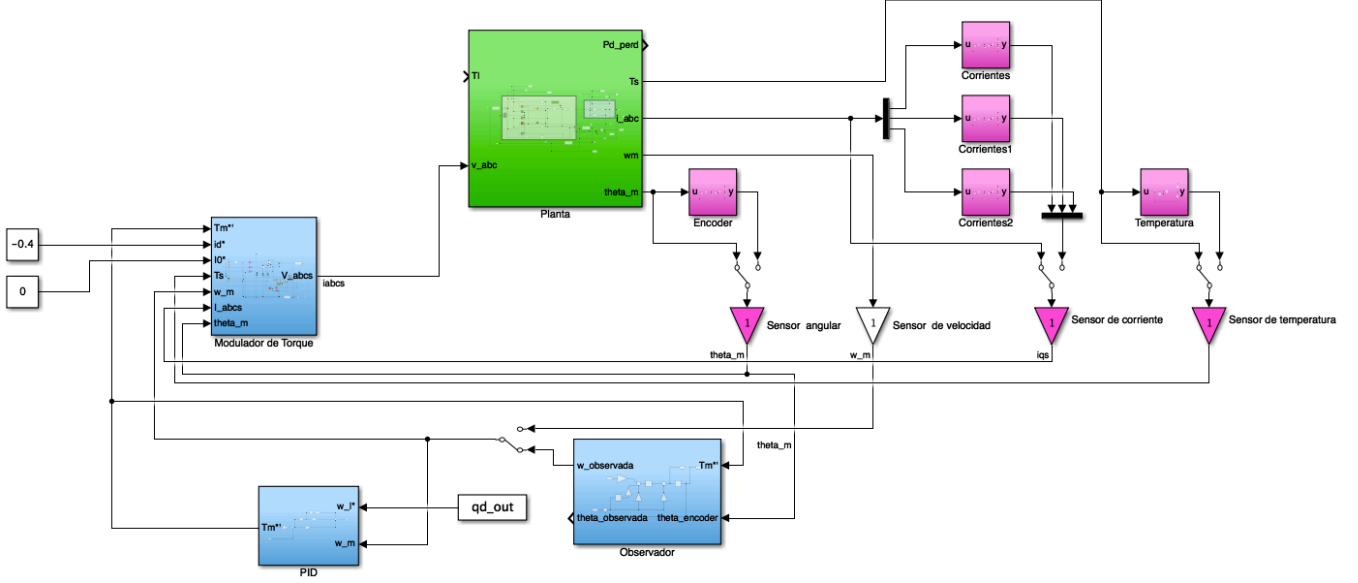 Pd_perd
Tl
Ts
i_abc
v_abc
wm
theta_m
Planta
u y
Corrientes
u y
Corrientes1
u y
Corrientes2
u y
Encoder
u y
Temperatura
-0.4
0
Tm*'
id*
I0*
Ts
w_m
I_abcs
theta_m
V_abcs
iabcs
Modulador de Torque
1
Sensor angular
1
Sensor de velocidad
1
Sensor de corriente
1
Sensor de temperatura
theta_m
w_m
iqs
theta_m
w_observada
Tm*'
theta_observada
theta_encoder
Observador
qd_out
w_i*
Tm*'
w_m
PID